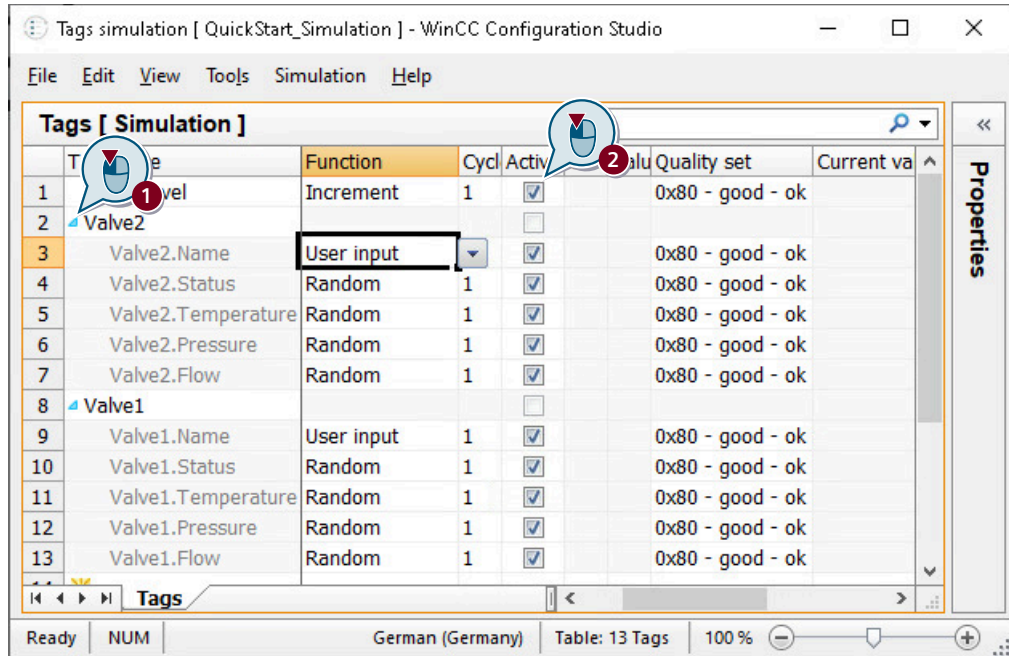 Tags simulation [ QuickStart_Simulation ] - WinCC Configuration Studio
File Edit View Tools Simulation Help
Tags [ Simulation ]
Function Cycl Activ Quality set Current va
1 Increment 1 0x80 - good - ok
2 Valve2
3 Valve2.Name User input 0x80 - good - ok
4 Valve2.Status Random 1 0x80 - good - ok
5 Valve2.Temperature Random 1 0x80 - good - ok
6 Valve2.Pressure Random 1 0x80 - good - ok
7 Valve2.Flow Random 1 0x80 - good - ok
8 Valve1
9 Valve1.Name User input 1 0x80 - good - ok
10 Valve1.Status Random 1 0x80 - good - ok
11 Valve1.Temperature Random 1 0x80 - good - ok
12 Valve1.Pressure Random 1 0x80 - good - ok
13 Valve1.Flow Random 1 0x80 - good - ok
1
2
Properties
Tags
Ready NUM German (Germany) Table: 13 Tags 100 %